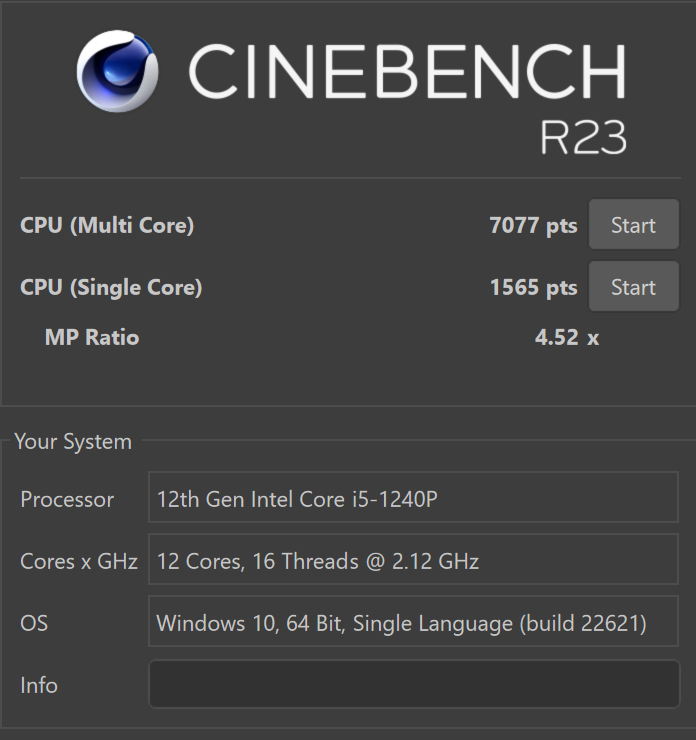 CINEBENCH
R23
CPU (Multi Core) 7077 pts Start
CPU (Single Core) 1565 pts Start
MP Ratio 4.52 x
Your System
Processor 12th Gen Intel Core i5-1240P
Cores x GHz 12 Cores, 16 Threads @ 2.12 GHz
OS Windows 10, 64 Bit, Single Language (build 22621)
Info